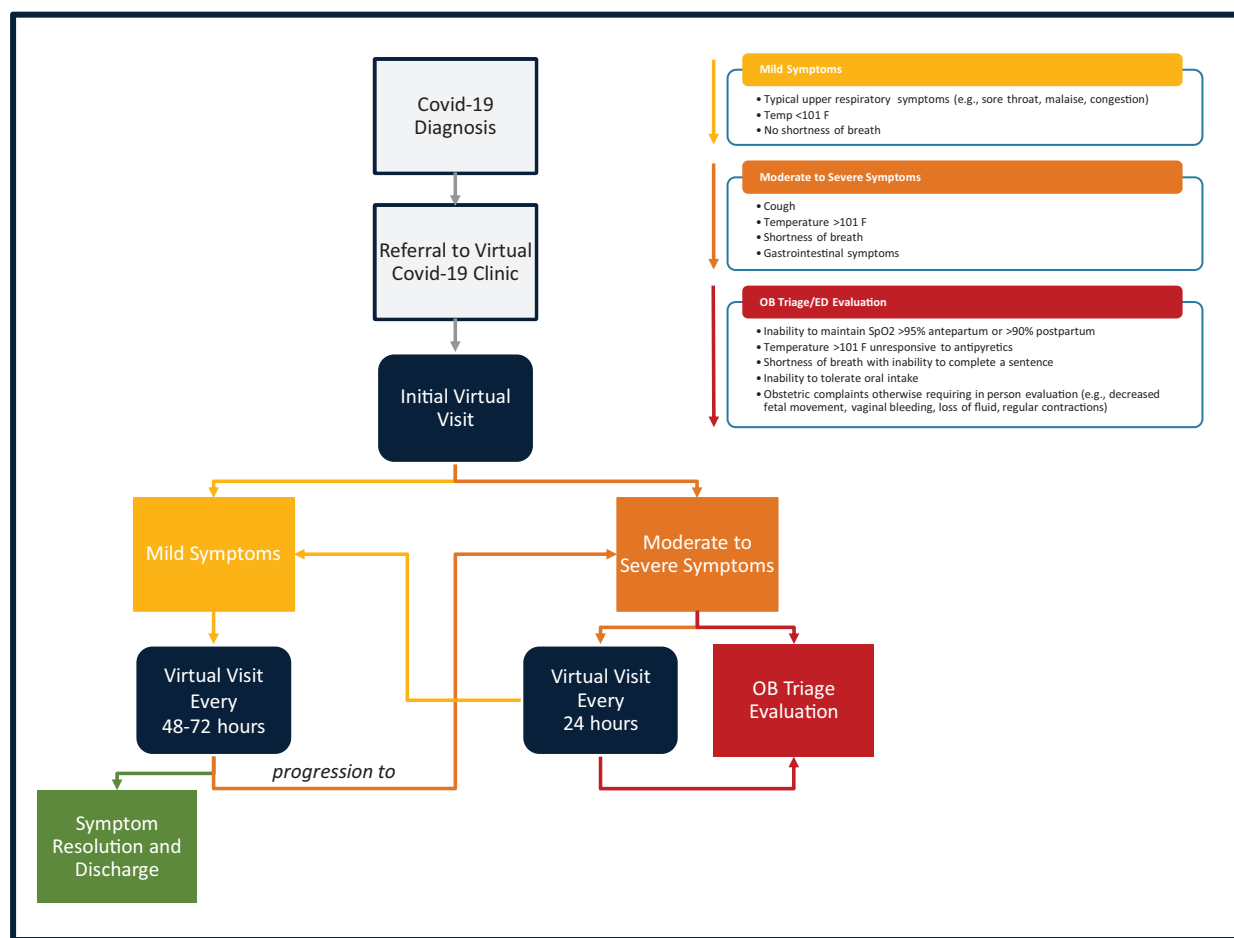 Covid-19
Diagnosis
Referral to Virtual
Covid-19 Clinic
Initial Virtual
Visit
Mild Symptoms
Moderate to
Severe Symptoms
Virtual Visit
Every
48-72 hours
Virtual Visit
Every
24 hours
OB Triage
Evaluation
progression to
Symptom
Resolution and
Discharge
Mild Symptoms
• Typical upper respiratory symptoms (e.g., sore throat, malaise, congestion)
• Temp <101 F
• No shortness of breath
Moderate to Severe Symptoms
• Cough
• Temperature >101 F
• Shortness of breath
• Gastrointestinal symptoms
OB Triage/ED Evaluation
• Inability to maintain SpO2 >95% antepartum or >90% postpartum
• Temperature >101 F unresponsive to antipyretics
• Shortness of breath with inability to complete a sentence
• Inability to tolerate oral intake
• Obstetric complaints otherwise requiring in person evaluation (e.g., decreased
fetal movement, vaginal bleeding, loss of fluid, regular contractions)